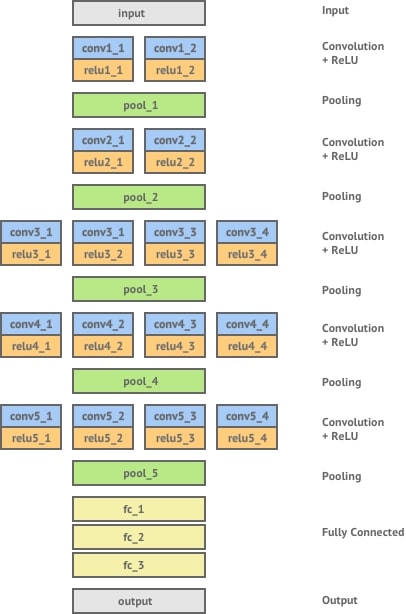 input Input
conv1_1 conv1_2 Convolution
relu1_1 relu1_2 + ReLU
pool_1 Pooling
conv2_1 conv2_2 Convolution
relu2_1 relu2_2 + ReLU
pool_2 Pooling
conv3_1 conv3_1 conv3_3 conv3_4 Convolution
relu3_1 relu3_2 relu3_3 relu3_4 + ReLU
pool_3 Pooling
conv4_1 conv4_2 conv4_3 conv4_4 Convolution
relu4_1 relu4_2 relu4_3 relu4_4 + ReLU
pool_4 Pooling
conv5_1 conv5_2 conv5_3 conv5_4 Convolution
relu5_1 relu5_2 relu5_3 relu5_4 + ReLU
pool_5 Pooling
fc_1
fc_2 Fully Connected
fc_3
output Output